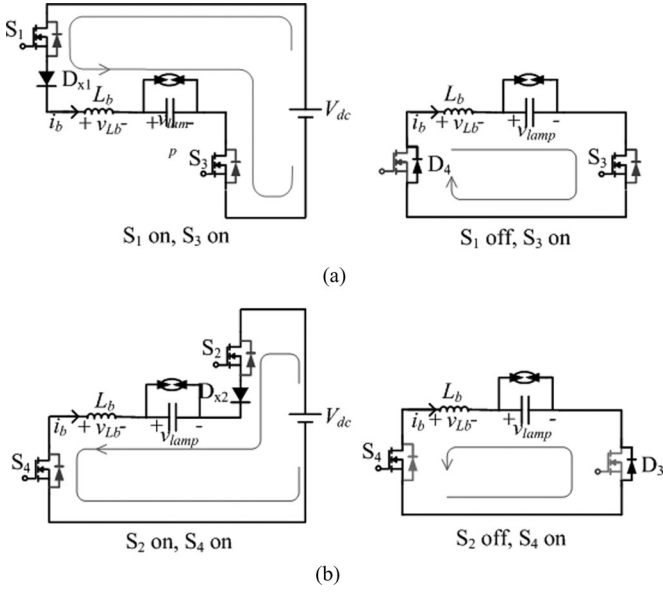 S1
Dx1
Lb
ib
+ vLb -
+ vlam -
p
S3
Vdc
S1 on, S3 on
Lb
ib
+ vLb -
+ vlamp -
D4
S3
S1 off, S3 on
(a)
S2
Dx2
Lb
ib
+ vLb -
+ vlamp -
S4
Vdc
S2 on, S4 on
Lb
ib
+ vLb -
+ vlamp -
S4
D3
S2 off, S4 on
(b)